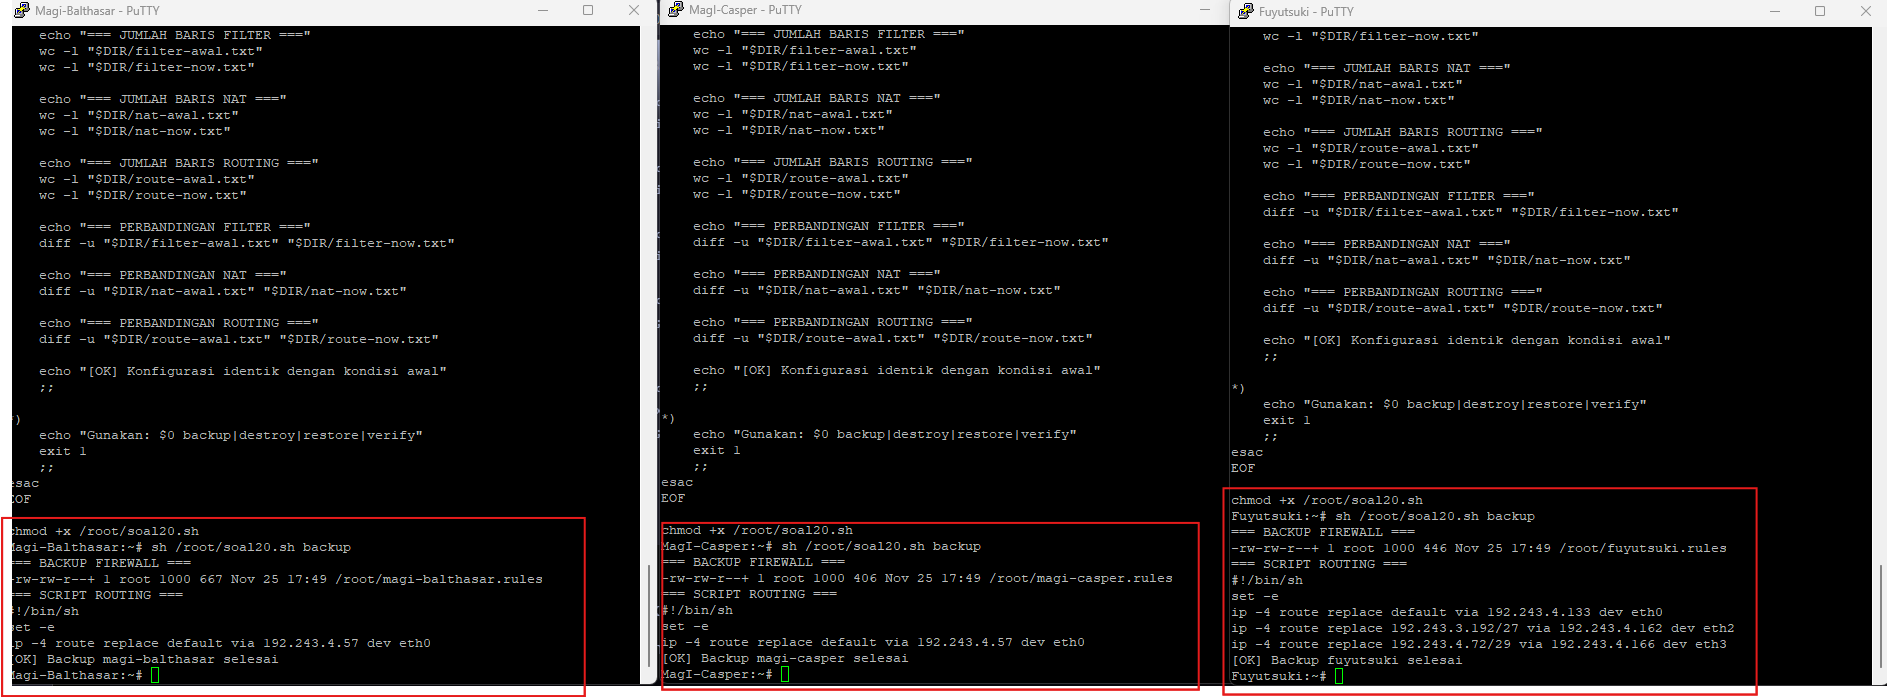 Magi-Balthasar - PuTTY
echo "=== JUMLAH BARIS FILTER ==="
wc -l "$DIR/filter-awal.txt"
wc -l "$DIR/filter-now.txt"
echo "=== JUMLAH BARIS NAT ==="
wc -l "$DIR/nat-awal.txt"
wc -l "$DIR/nat-now.txt"
echo "=== JUMLAH BARIS ROUTING ==="
wc -l "$DIR/route-awal.txt"
wc -l "$DIR/route-now.txt"
echo "=== PERBANDINGAN FILTER ==="
diff -u "$DIR/filter-awal.txt" "$DIR/filter-now.txt"
echo "=== PERBANDINGAN NAT ==="
diff -u "$DIR/nat-awal.txt" "$DIR/nat-now.txt"
echo "=== PERBANDINGAN ROUTING ==="
diff -u "$DIR/route-awal.txt" "$DIR/route-now.txt"
echo "[OK] Konfigurasi identik dengan kondisi awal"
;;
*)
echo "Gunakan: $0 backup|destroy|restore|verify"
exit 1
;;
esac
EOF
chmod +x /root/soal20.sh
Magi-Balthasar:~# sh /root/soal20.sh backup
=== BACKUP FIREWALL ===
-rw-rw-r--+ 1 root 1000 667 Nov 25 17:49 /root/magi-balthasar.rules
=== SCRIPT ROUTING ===
#!/bin/sh
set -e
ip -4 route replace default via 192.243.4.57 dev eth0
[OK] Backup magi-balthasar selesai
Magi-Balthasar:~#
MagI-Casper - PuTTY
echo "=== JUMLAH BARIS FILTER ==="
wc -l "$DIR/filter-awal.txt"
wc -l "$DIR/filter-now.txt"
echo "=== JUMLAH BARIS NAT ==="
wc -l "$DIR/nat-awal.txt"
wc -l "$DIR/nat-now.txt"
echo "=== JUMLAH BARIS ROUTING ==="
wc -l "$DIR/route-awal.txt"
wc -l "$DIR/route-now.txt"
echo "=== PERBANDINGAN FILTER ==="
diff -u "$DIR/filter-awal.txt" "$DIR/filter-now.txt"
echo "=== PERBANDINGAN NAT ==="
diff -u "$DIR/nat-awal.txt" "$DIR/nat-now.txt"
echo "=== PERBANDINGAN ROUTING ==="
diff -u "$DIR/route-awal.txt" "$DIR/route-now.txt"
echo "[OK] Konfigurasi identik dengan kondisi awal"
;;
*)
echo "Gunakan: $0 backup|destroy|restore|verify"
exit 1
;;
esac
EOF
chmod +x /root/soal20.sh
MagI-Casper:~# sh /root/soal20.sh backup
=== BACKUP FIREWALL ===
-rw-rw-r--+ 1 root 1000 406 Nov 25 17:49 /root/magi-casper.rules
=== SCRIPT ROUTING ===
#!/bin/sh
set -e
ip -4 route replace default via 192.243.4.57 dev eth0
[OK] Backup magi-casper selesai
MagI-Casper:~#
Fuyutsuki - PuTTY
wc -l "$DIR/filter-now.txt"
echo "=== JUMLAH BARIS NAT ==="
wc -l "$DIR/nat-awal.txt"
wc -l "$DIR/nat-now.txt"
echo "=== JUMLAH BARIS ROUTING ==="
wc -l "$DIR/route-awal.txt"
wc -l "$DIR/route-now.txt"
echo "=== PERBANDINGAN FILTER ==="
diff -u "$DIR/filter-awal.txt" "$DIR/filter-now.txt"
echo "=== PERBANDINGAN NAT ==="
diff -u "$DIR/nat-awal.txt" "$DIR/nat-now.txt"
echo "=== PERBANDINGAN ROUTING ==="
diff -u "$DIR/route-awal.txt" "$DIR/route-now.txt"
echo "[OK] Konfigurasi identik dengan kondisi awal"
;;
*)
echo "Gunakan: $0 backup|destroy|restore|verify"
exit 1
;;
esac
EOF
chmod +x /root/soal20.sh
Fuyutsuki:~# sh /root/soal20.sh backup
=== BACKUP FIREWALL ===
-rw-rw-r--+ 1 root 1000 446 Nov 25 17:49 /root/fuyutsuki.rules
=== SCRIPT ROUTING ===
#!/bin/sh
set -e
ip -4 route replace default via 192.243.4.133 dev eth0
ip -4 route replace 192.243.3.192/27 via 192.243.4.162 dev eth2
ip -4 route replace 192.243.4.72/29 via 192.243.4.166 dev eth3
[OK] Backup fuyutsuki selesai
Fuyutsuki:~#